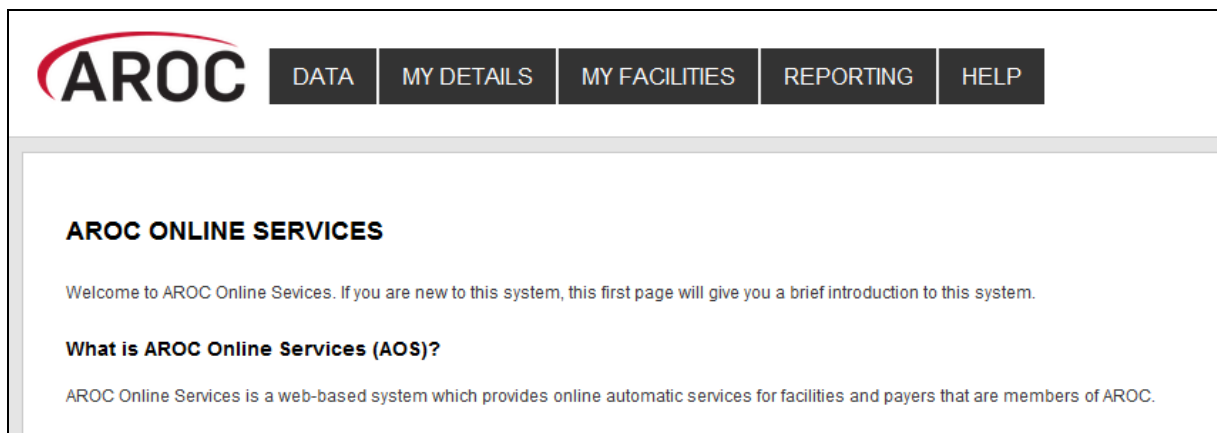 AROC DATA MY DETAILS MY FACILITIES REPORTING HELP
AROC ONLINE SERVICES
Welcome to AROC Online Sevices. If you are new to this system, this first page will give you a brief introduction to this system.
What is AROC Online Services (AOS)?
AROC Online Services is a web-based system which provides online automatic services for facilities and payers that are members of AROC.